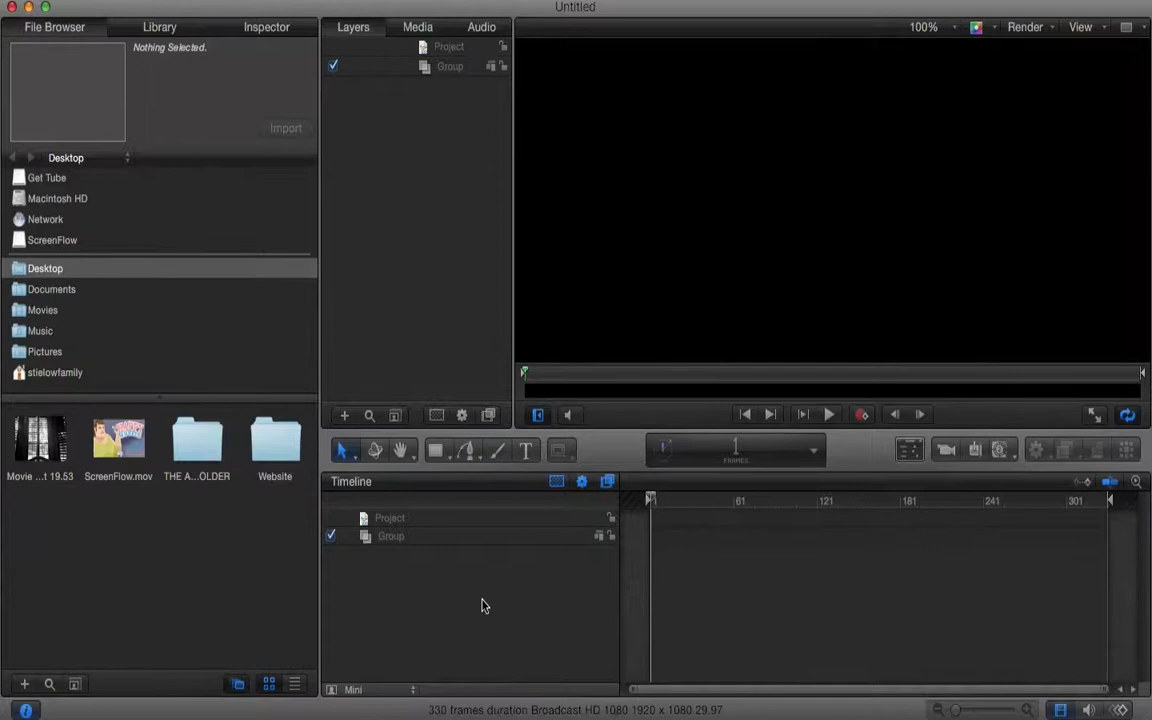 Untitled
File Browser Library Inspector
Nothing Selected.
Import
Desktop
Get Tube
Macintosh HD
Network
ScreenFlow
Desktop
Documents
Movies
Music
Pictures
stielowfamily
Movie ...t 19.53 ScreenFlow.mov THE A...OLDER Website
Layers Media Audio
Project
Group
100% Render View
1
FRAMES
Timeline
61 121 181 241 301
Project
Group
Mini
330 frames duration Broadcast HD 1080 1920 x 1080 29.97